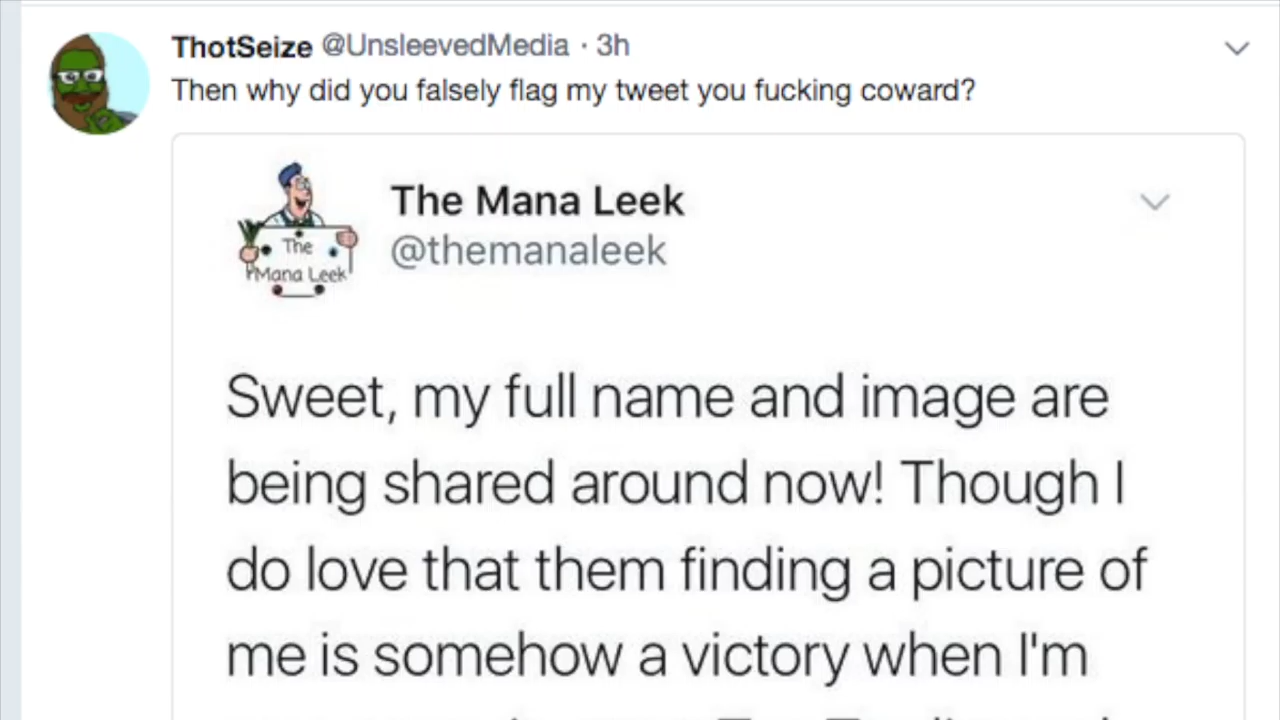 ThotSeize @UnsleevedMedia · 3h
Then why did you falsely flag my tweet you fucking coward?
The Mana Leek
@themanaleek
The
Mana Leek
Sweet, my full name and image are
being shared around now! Though I
do love that them finding a picture of
me is somehow a victory when I'm